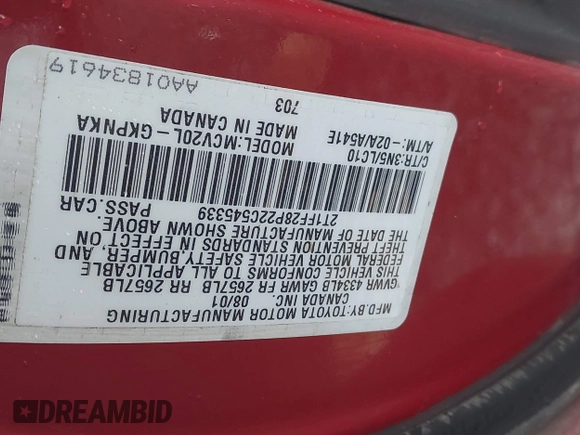 MFD.BY:TOYOTA MOTOR MANUFACTURING
CANADA INC. 08/01
GVWR 4334LB GAWR FR 2657LB RR 2657LB
THIS VEHICLE CONFORMS TO ALL APPLICABLE
FEDERAL MOTOR VEHICLE SAFETY, BUMPER, AND
THEFT PREVENTION STANDARDS IN EFFECT ON
THE DATE OF MANUFACTURE SHOWN ABOVE.
2T1FF28P22C545339 PASS. CAR
C/TR:3N5/LC10 MODEL:MCV20L-GKPNKA
A/TM:-02A/A541E MADE IN CANADA
703
AA01834619
DREAMBID